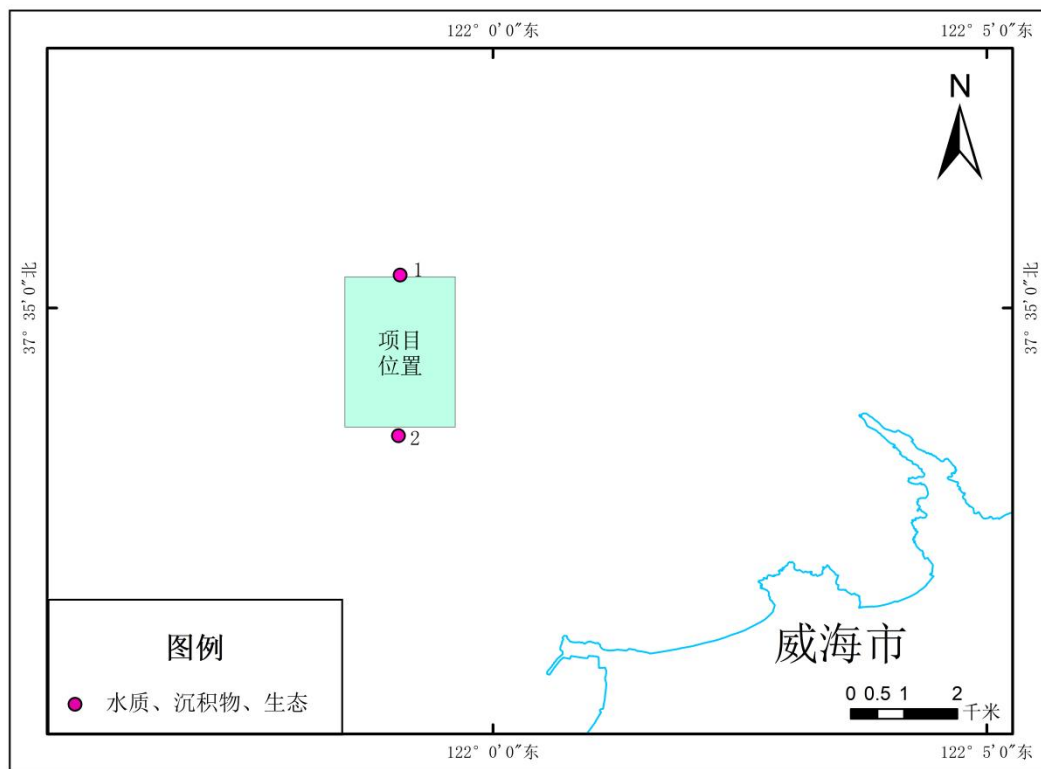 122° 0′0″东
122° 5′0″东
N
37° 35′0″北
37° 35′0″北
1
项目
位置
2
威海市
图例
水质、沉积物、生态
0 0.5 1 2
千米
122° 0′0″东
122° 5′0″东